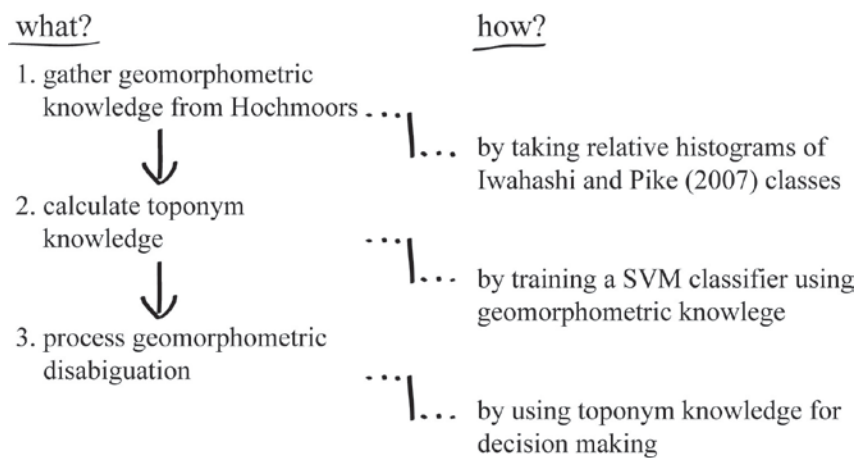 what?
how?
1. gather geomorphometric
knowledge from Hochmoors ...
... by taking relative histograms of
Iwahashi and Pike (2007) classes
2. calculate toponym
knowledge ...
... by training a SVM classifier using
geomorphometric knowlege
3. process geomorphometric
disabiguation ...
... by using toponym knowledge for
decision making